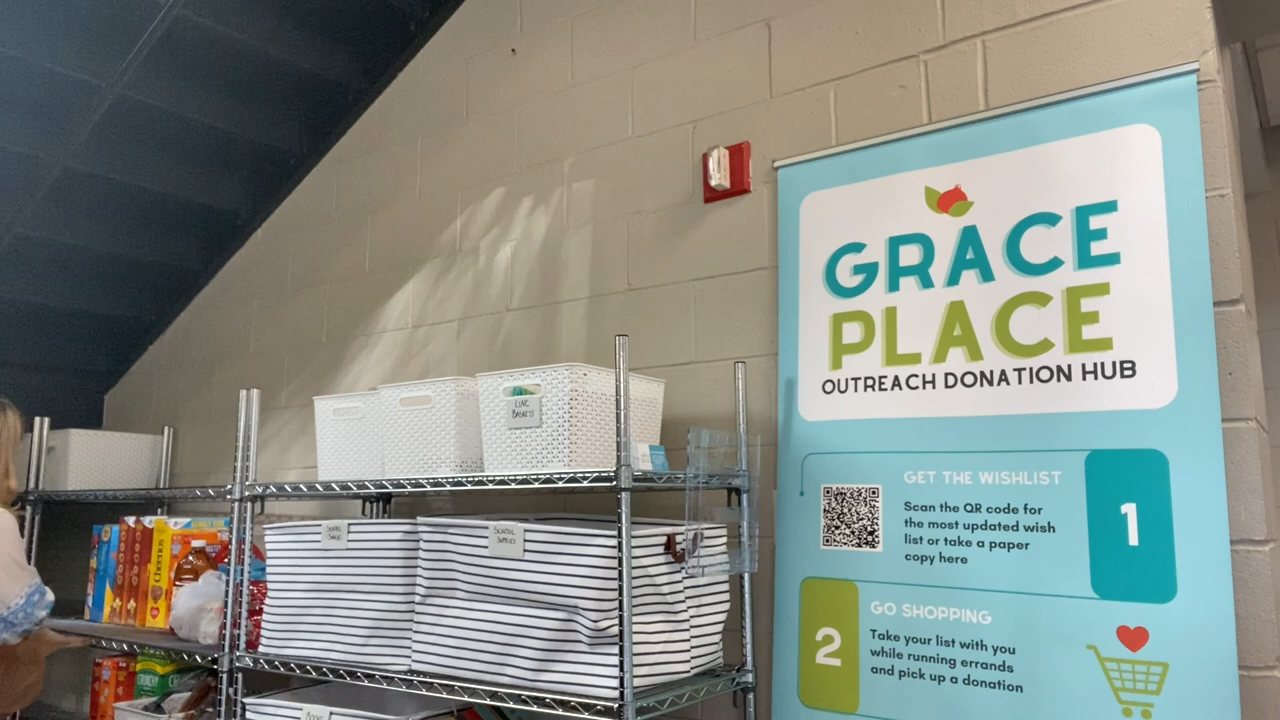 GRACE
PLACE
OUTREACH DONATION HUB
GET THE WISHLIST
Scan the QR code for
the most updated wish
list or take a paper
copy here
1
GO SHOPPING
Take your list with you
while running errands
and pick up a donation
2
LINC
BASKETS
SCHOOL
SUPPLIES
Cheerios
CRUNCHY